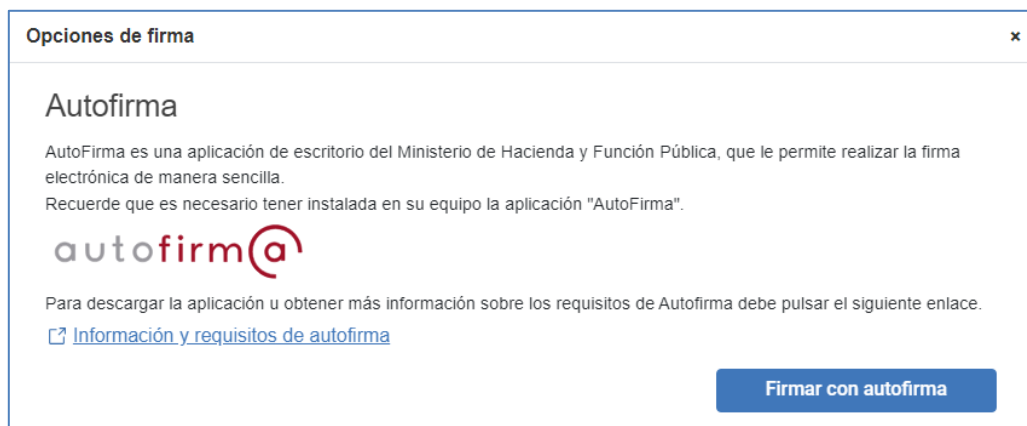 Opciones de firma
×
Autofirma
AutoFirma es una aplicación de escritorio del Ministerio de Hacienda y Función Pública, que le permite realizar la firma
electrónica de manera sencilla.
Recuerde que es necesario tener instalada en su equipo la aplicación "AutoFirma".
autofirm@
Para descargar la aplicación u obtener más información sobre los requisitos de Autofirma debe pulsar el siguiente enlace.
Información y requisitos de autofirma
Firmar con autofirma